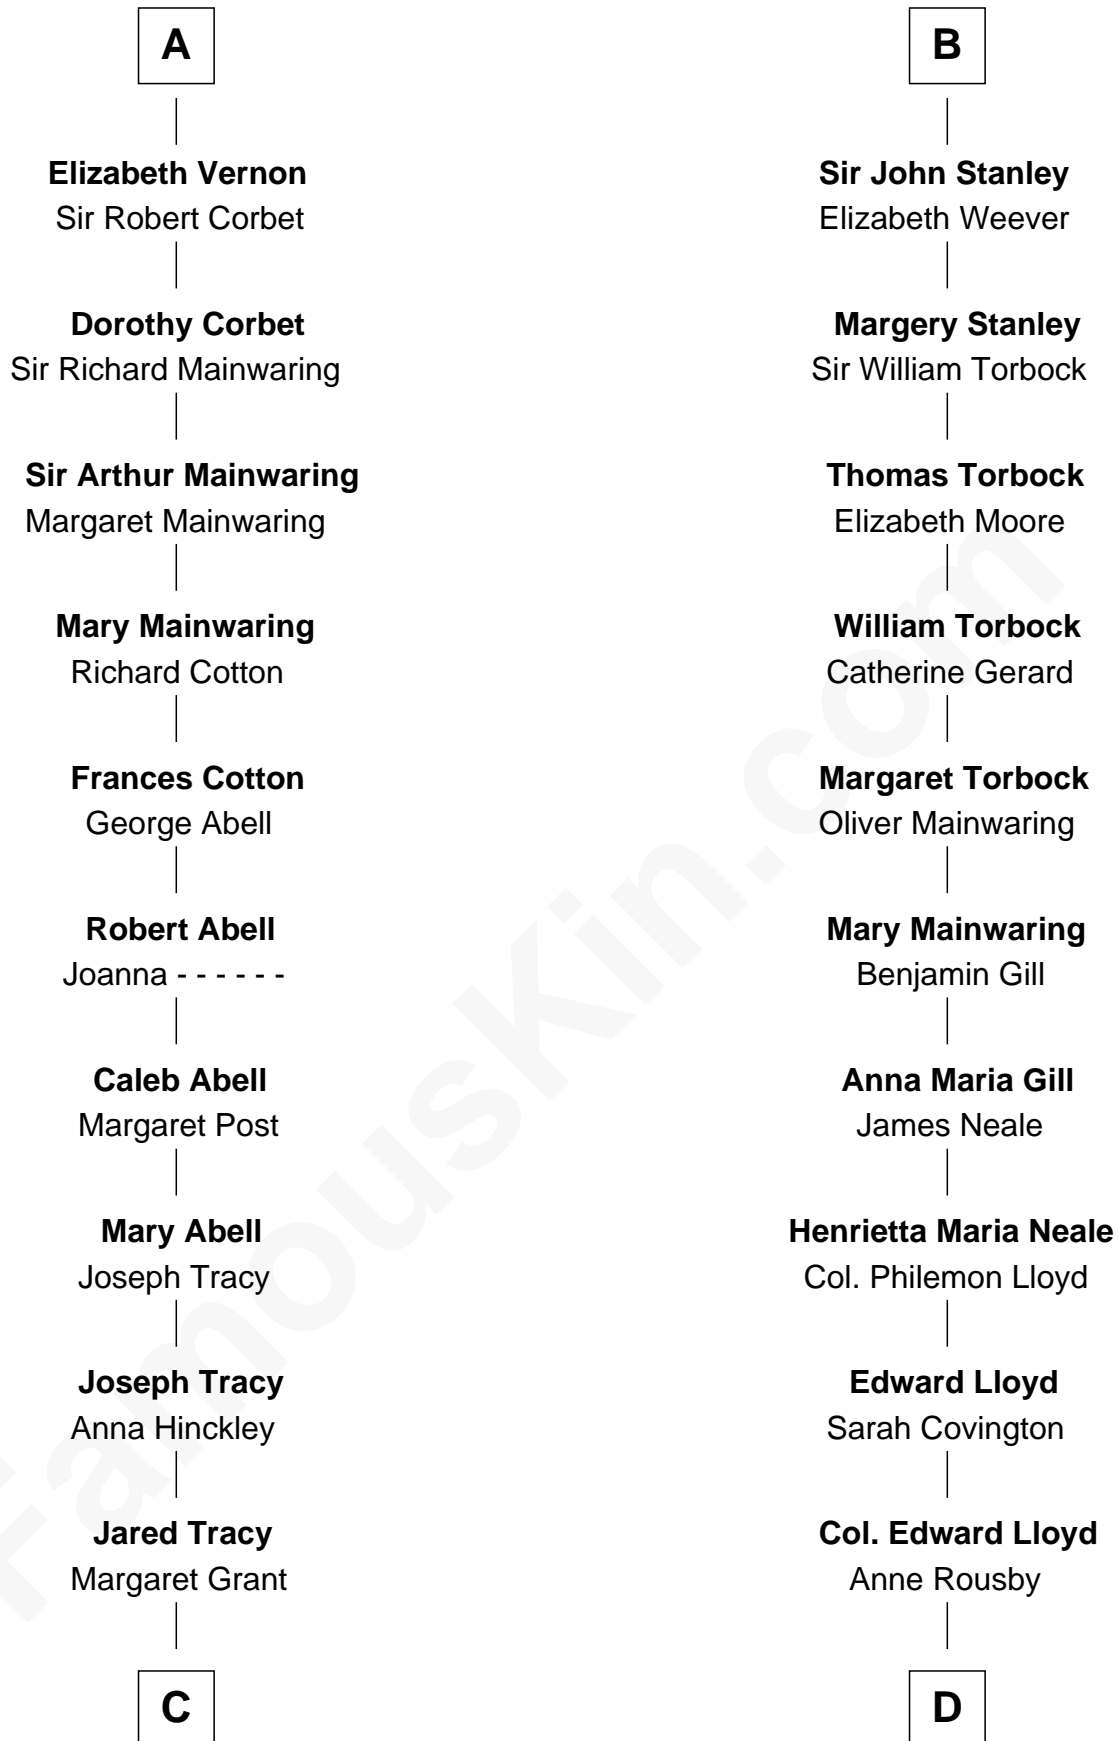 A
Elizabeth Vernon
Sir Robert Corbet
Dorothy Corbet
Sir Richard Mainwaring
Sir Arthur Mainwaring
Margaret Mainwaring
Mary Mainwaring
Richard Cotton
Frances Cotton
George Abell
Robert Abell
Joanna - - - - - -
Caleb Abell
Margaret Post
Mary Abell
Joseph Tracy
Joseph Tracy
Anna Hinckley
Jared Tracy
Margaret Grant
C
B
Sir John Stanley
Elizabeth Weever
Margery Stanley
Sir William Torbock
Thomas Torbock
Elizabeth Moore
William Torbock
Catherine Gerard
Margaret Torbock
Oliver Mainwaring
Mary Mainwaring
Benjamin Gill
Anna Maria Gill
James Neale
Henrietta Maria Neale
Col. Philemon Lloyd
Edward Lloyd
Sarah Covington
Col. Edward Lloyd
Anne Rousby
D
FamousKin.com